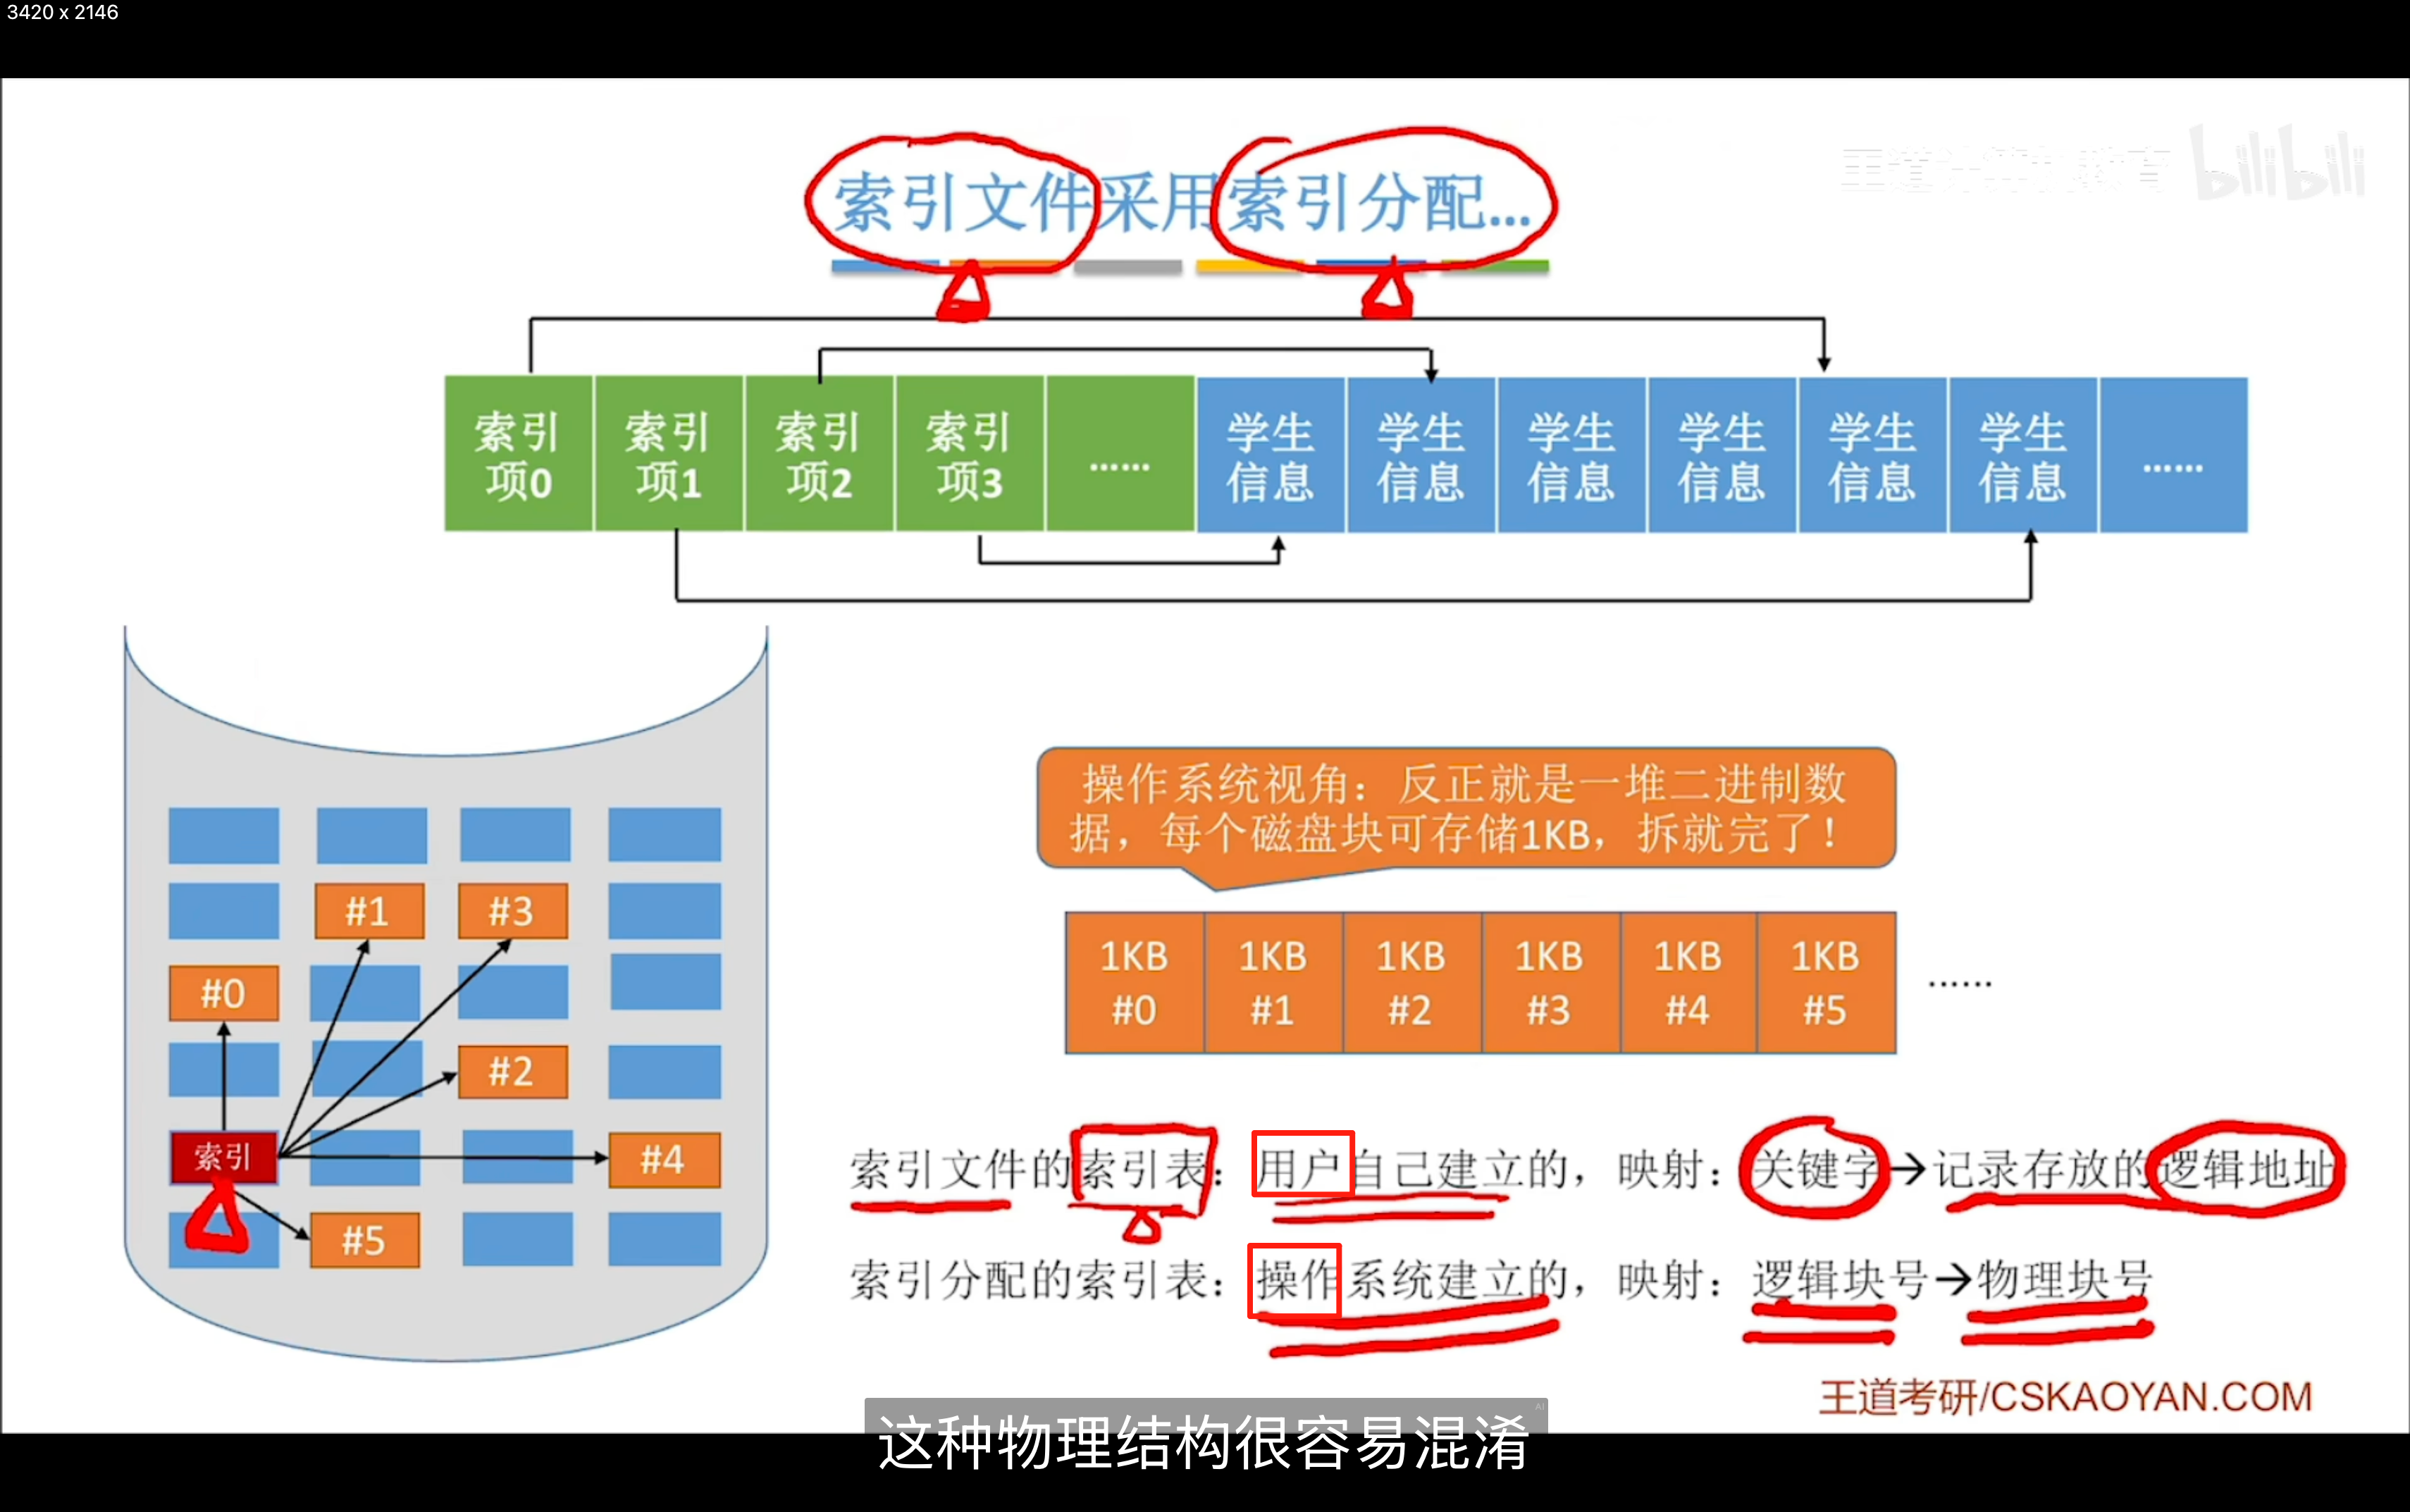 3420 x 2146
王道计算机教育 bilibili
索引文件采用索引分配...
索引项0 索引项1 索引项2 索引项3 …… 学生信息 学生信息 学生信息 学生信息 学生信息 学生信息 ……
操作系统视角：反正就是一堆二进制数
据，每个磁盘块可存储1KB，拆就完了！
#1 #3
#0
#2
索引 #4
#5
1KB #0 1KB #1 1KB #2 1KB #3 1KB #4 1KB #5 ……
索引文件的索引表：用户自己建立的，映射：关键字→记录存放的逻辑地址
索引分配的索引表：操作系统建立的，映射：逻辑块号→物理块号
王道考研/CSKAOYAN.COM
AI
这种物理结构很容易混淆